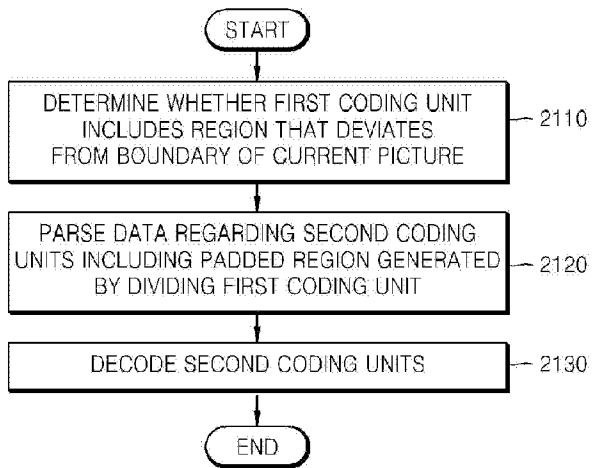 START
DETERMINE WHETHER FIRST CODING UNIT
INCLUDES REGION THAT DEVIATES
FROM BOUNDARY OF CURRENT PICTURE
2110
PARSE DATA REGARDING SECOND CODING
UNITS INCLUDING PADDED REGION GENERATED
BY DIVIDING FIRST CODING UNIT
2120
DECODE SECOND CODING UNITS
2130
END